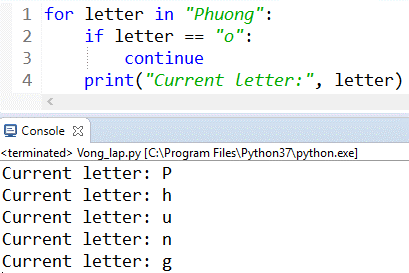 1 for letter in "Phuong":
2     if letter == "o":
3         continue
4     print("Current letter:", letter)
Console
<terminated> Vong_lap.py [C:\Program Files\Python37\python.exe]
Current letter: P
Current letter: h
Current letter: u
Current letter: n
Current letter: g